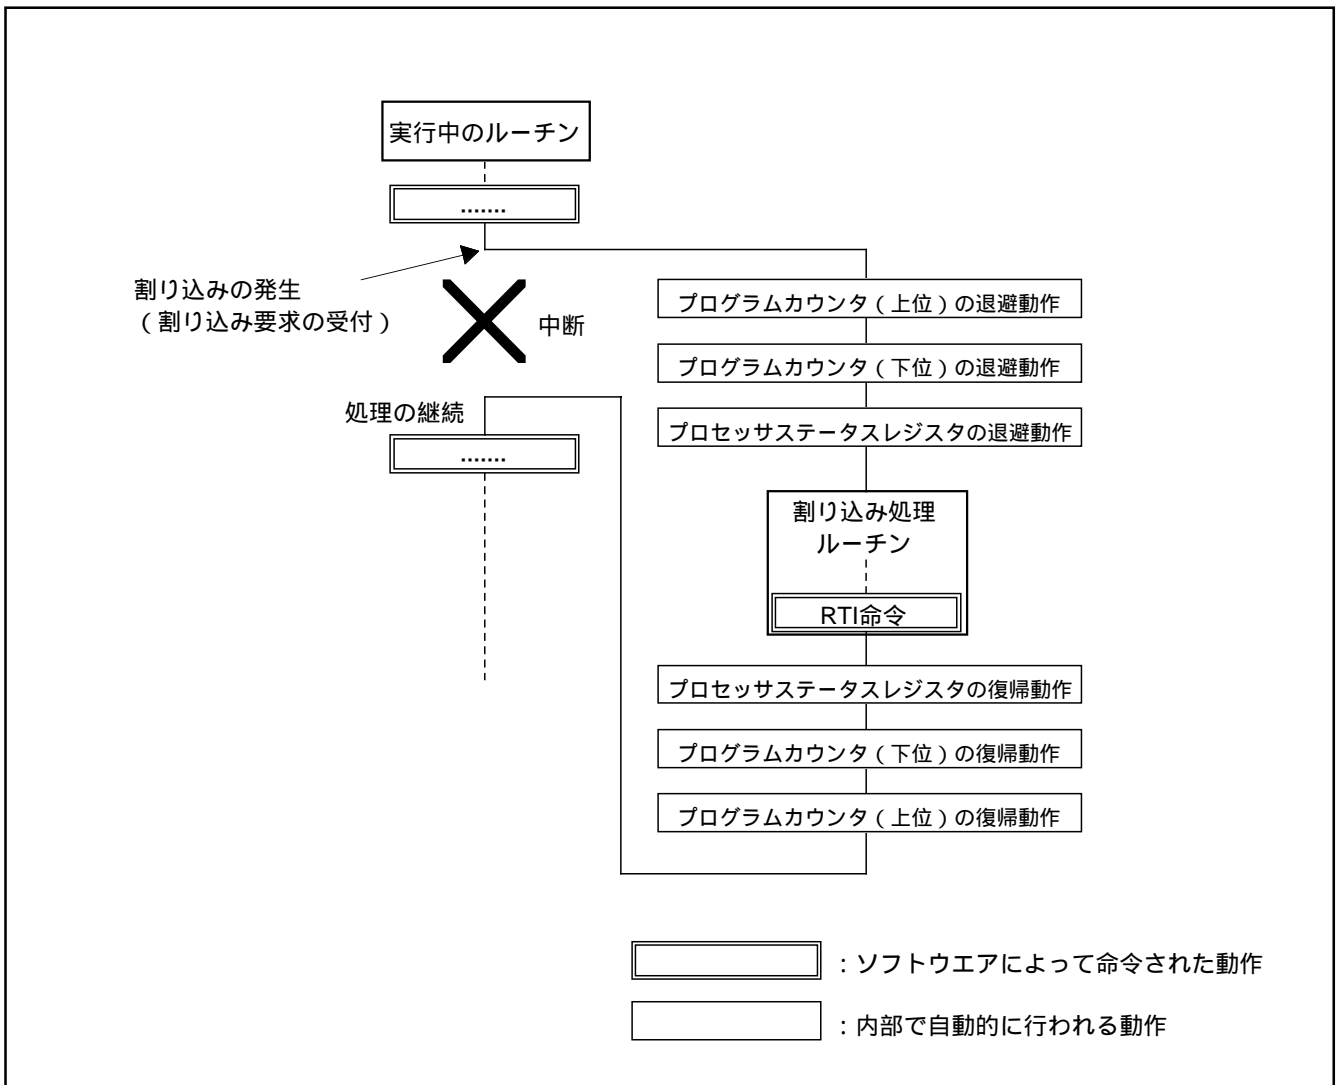 実行中のルーチン
.......
割り込みの発生
(割り込み要求の受付)
中断
プログラムカウンタ(上位)の退避動作
プログラムカウンタ(下位)の退避動作
プロセッサステータスレジスタの退避動作
処理の継続
.......
割り込み処理
ルーチン
RTI命令
プロセッサステータスレジスタの復帰動作
プログラムカウンタ(下位)の復帰動作
プログラムカウンタ(上位)の復帰動作
:ソフトウエアによって命令された動作
:内部で自動的に行われる動作